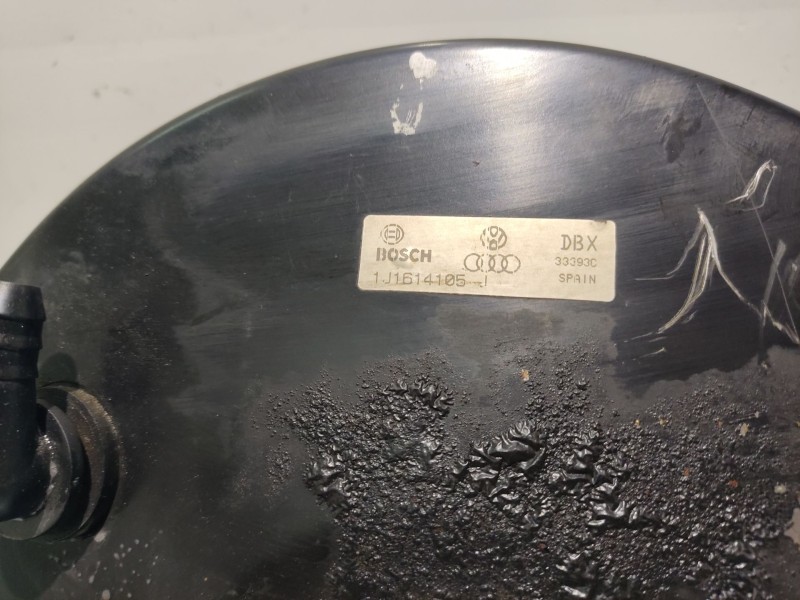 BOSCH
DBX
33393C
1J1614105 J
SPAIN